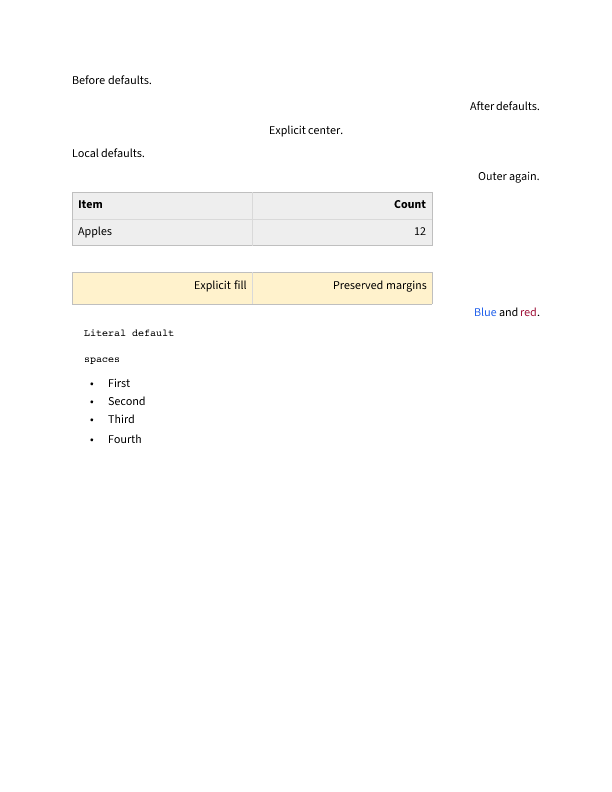 Before defaults.
After defaults.
Explicit center.
Local defaults.
Outer again.
Item Count
Apples 12
Explicit fill Preserved margins
Blue and red.
Literal default
spaces
• First
• Second
• Third
• Fourth